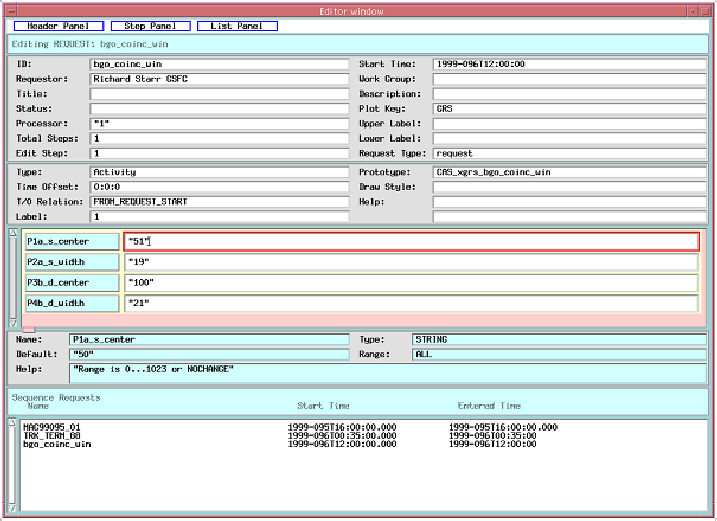 Editor window
Header Panel Step Panel List Panel
Editing REQUEST: bgo_coinc_win
ID: bgo_coinc_win Start Time: 1999-096T12:00:00
Requestor: Richard Starr GSFC Work Group:
Title: Description:
Status: Plot Key: GRS
Processor: "1" Upper Label:
Total Steps: 1 Lower Label:
Edit Step: 1 Request Type: request
Type: Activity Prototype: CAS_xgrs_bgo_coinc_win
Time Offset: 0:0:0 Draw Style:
T/O Relation: FROM_REQUEST_START Help:
Label: 1
P1a_s_center "51"
P2a_s_width "19"
P3b_d_center "100"
P4b_d_width "21"
Name: P1a_s_center Type: STRING
Default: "50" Range: ALL
Help: "Range is 0...1023 or NOCHANGE"
Sequence Requests
Name Start Time Entered Time
HAG99095_01 1999-095T16:00:00.000 1999-095T16:00:00.000
TRK_TERM_88 1999-096T00:35:00.000 1999-096T00:35:00
bgo_coinc_win 1999-096T12:00:00.000 1999-096T12:00:00